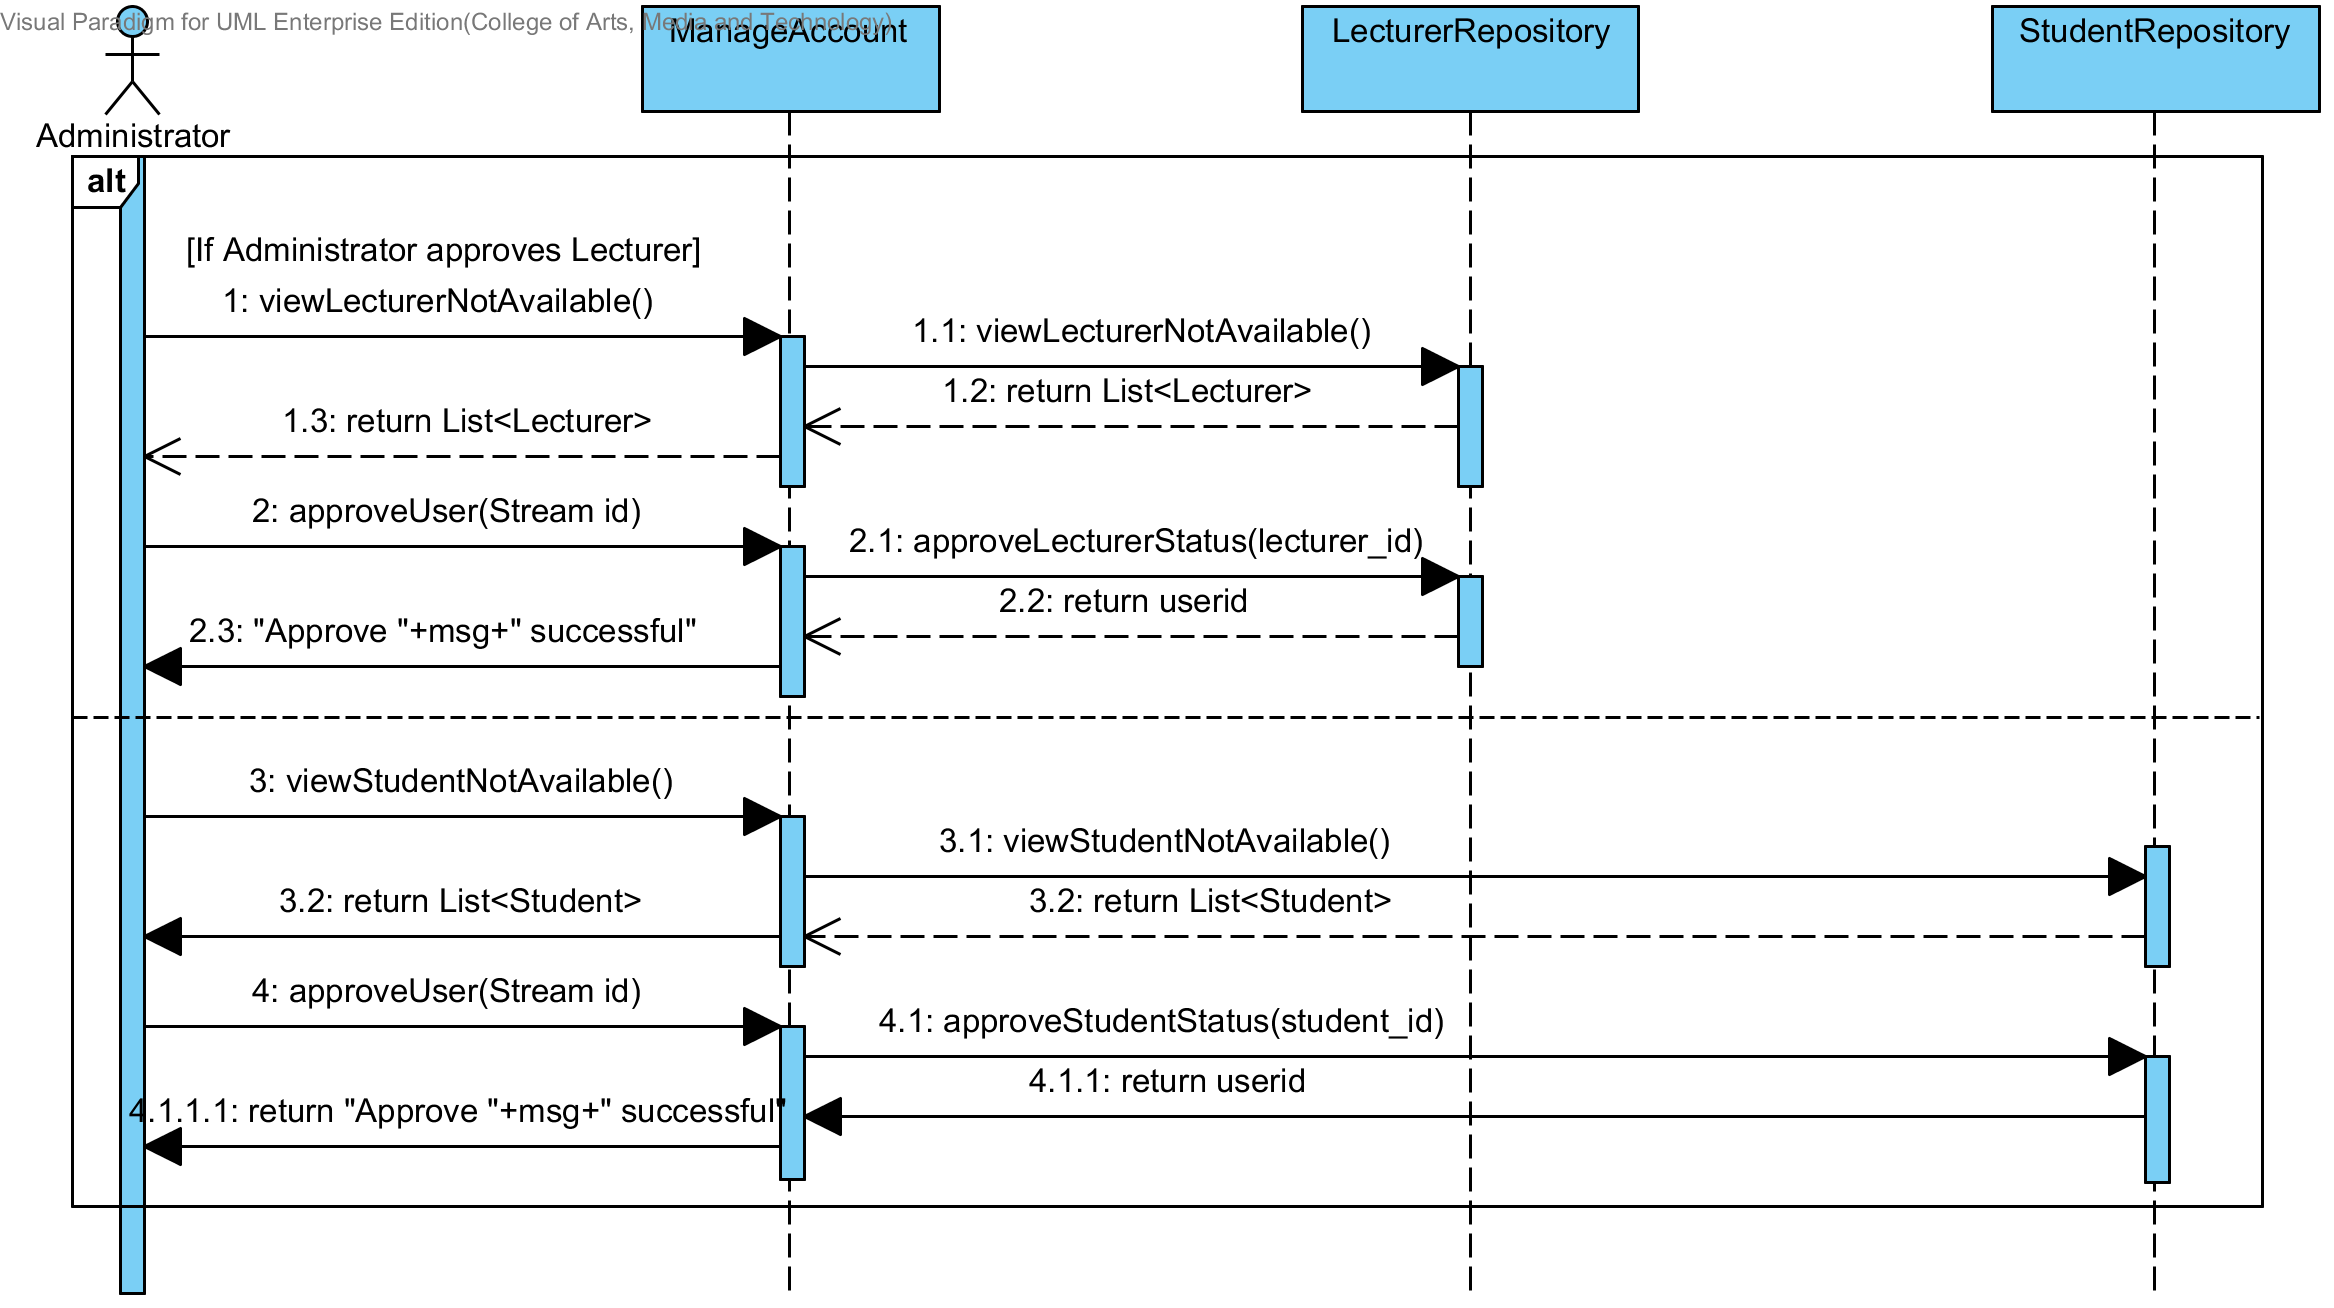 Visual Paradigm for UML Enterprise Edition(College of Arts, Media and Technology)
ManageAccount
LecturerRepository
StudentRepository
Administrator
alt
[If Administrator approves Lecturer]
1: viewLecturerNotAvailable()
1.1: viewLecturerNotAvailable()
1.2: return List<Lecturer>
1.3: return List<Lecturer>
2: approveUser(Stream id)
2.1: approveLecturerStatus(lecturer_id)
2.2: return userid
2.3: "Approve "+msg+" successful"
3: viewStudentNotAvailable()
3.1: viewStudentNotAvailable()
3.2: return List<Student>
3.2: return List<Student>
4: approveUser(Stream id)
4.1: approveStudentStatus(student_id)
4.1.1: return userid
4.1.1.1: return "Approve "+msg+" successful"